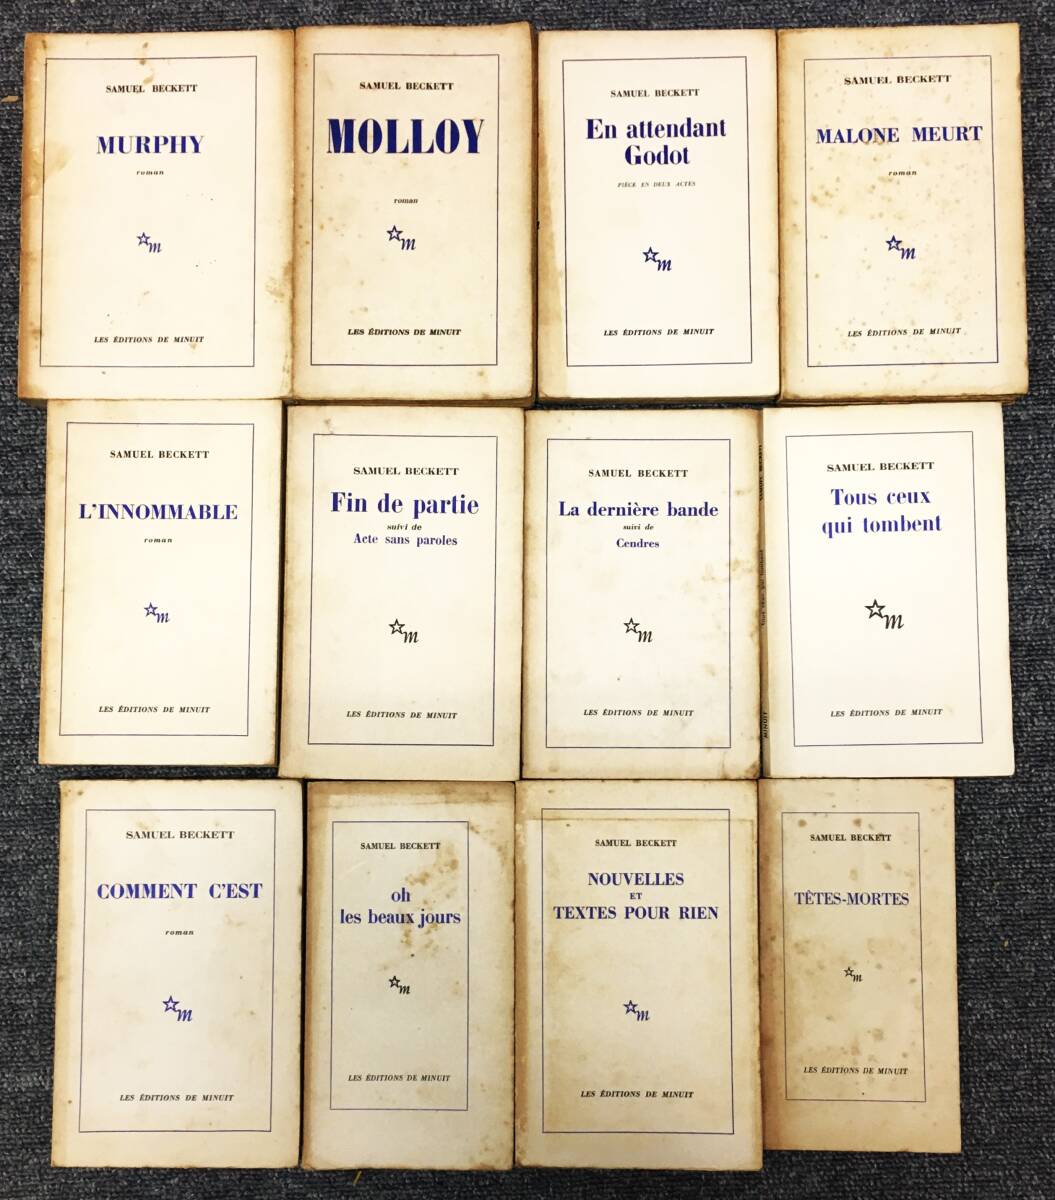 SAMUEL BECKETT
MURPHY
roman
m
LES ÉDITIONS DE MINUIT
SAMUEL BECKETT
MOLLOY
roman
m
LES ÉDITIONS DE MINUIT
SAMUEL BECKETT
En attendant
Godot
PIÈCE EN DEUX ACTES
m
LES ÉDITIONS DE MINUIT
SAMUEL BECKETT
MALONE MEURT
roman
m
LES ÉDITIONS DE MINUIT
SAMUEL BECKETT
L'INNOMMABLE
roman
m
LES ÉDITIONS DE MINUIT
SAMUEL BECKETT
Fin de partie
suivi de
Acte sans paroles
m
LES ÉDITIONS DE MINUIT
SAMUEL BECKETT
La dernière bande
suivi de
Cendres
m
LES ÉDITIONS DE MINUIT
SAMUEL BECKETT
Tous ceux
qui tombent
m
LES ÉDITIONS DE MINUIT
MINUIT
SAMUEL BECKETT
COMMENT C'EST
roman
m
LES ÉDITIONS DE MINUIT
SAMUEL BECKETT
oh
les beaux jours
m
LES ÉDITIONS DE MINUIT
SAMUEL BECKETT
NOUVELLES
ET
TEXTES POUR RIEN
m
LES ÉDITIONS DE MINUIT
SAMUEL BECKETT
TÊTES-MORTES
m
LES ÉDITIONS DE MINUIT